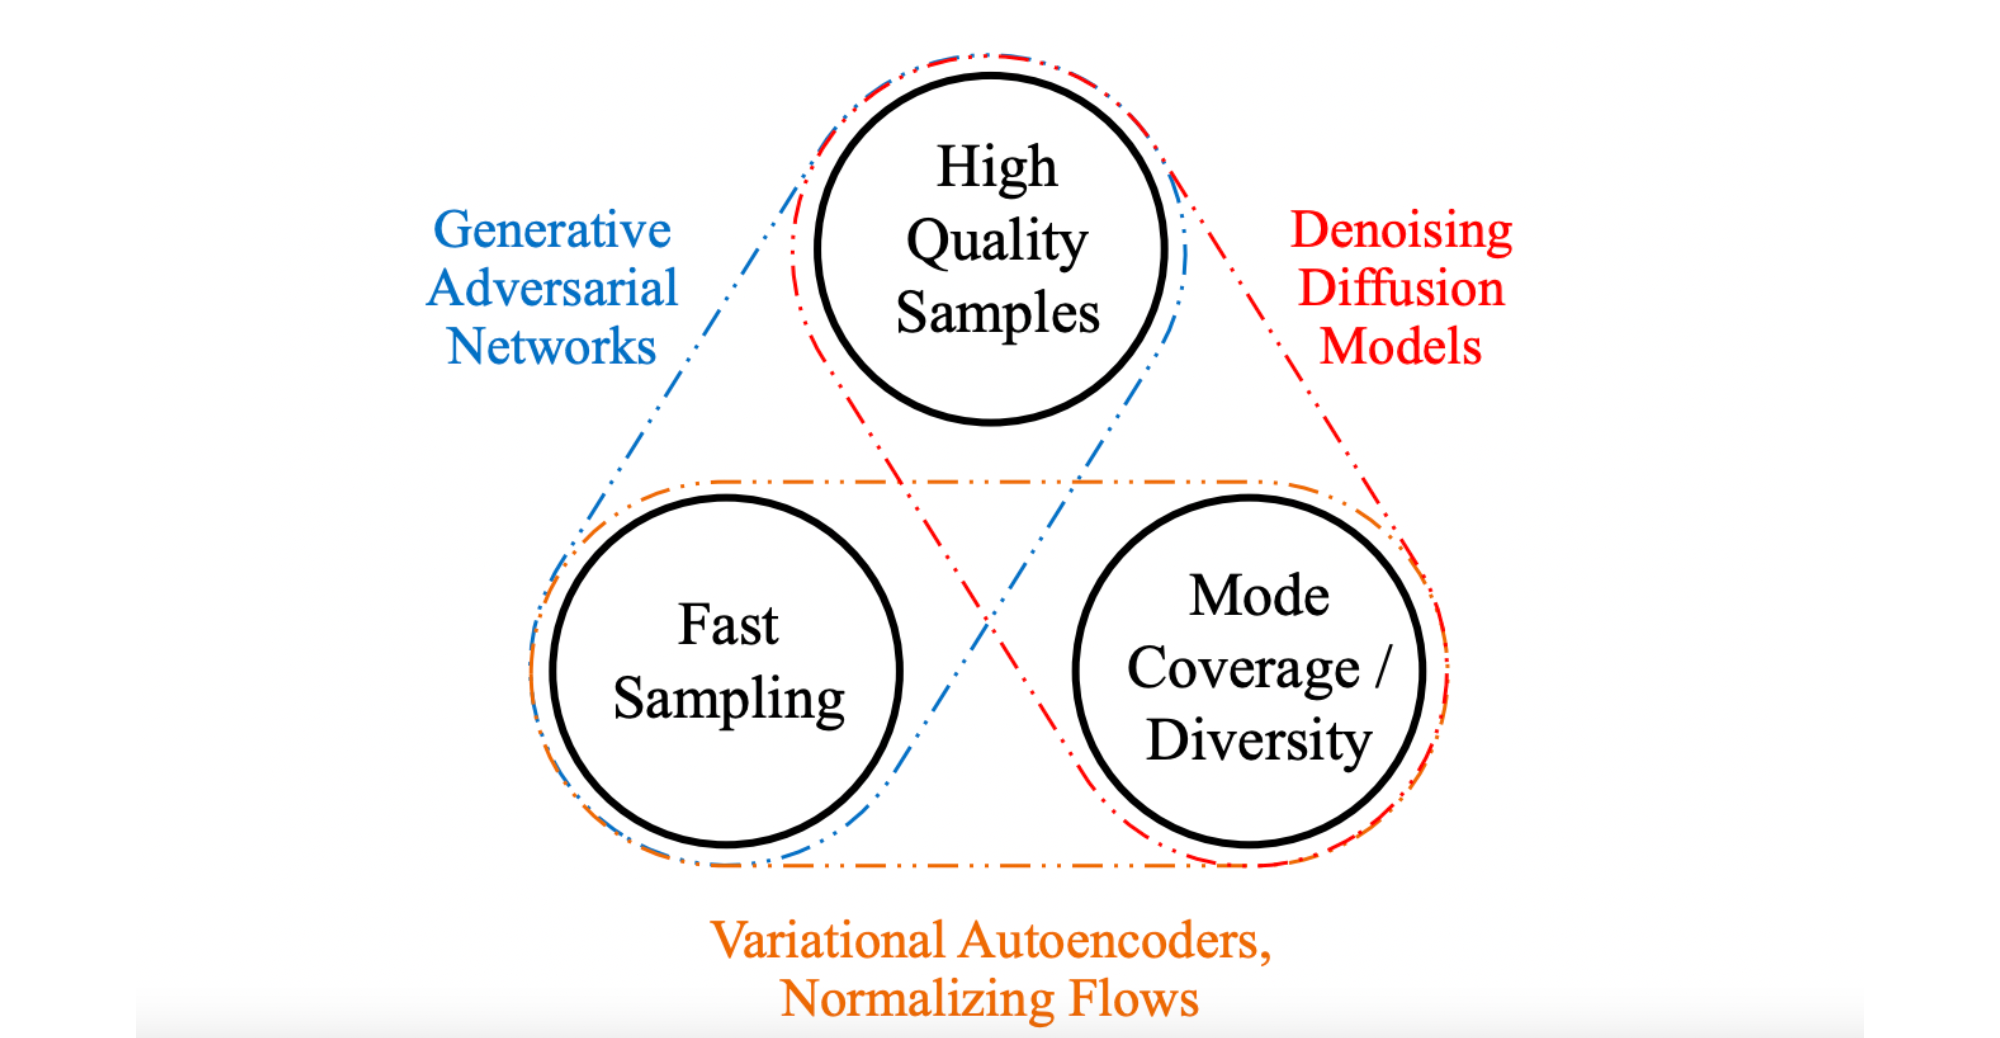 High
Quality
Samples
Generative
Adversarial
Networks
Denoising
Diffusion
Models
Fast
Sampling
Mode
Coverage /
Diversity
Variational Autoencoders,
Normalizing Flows